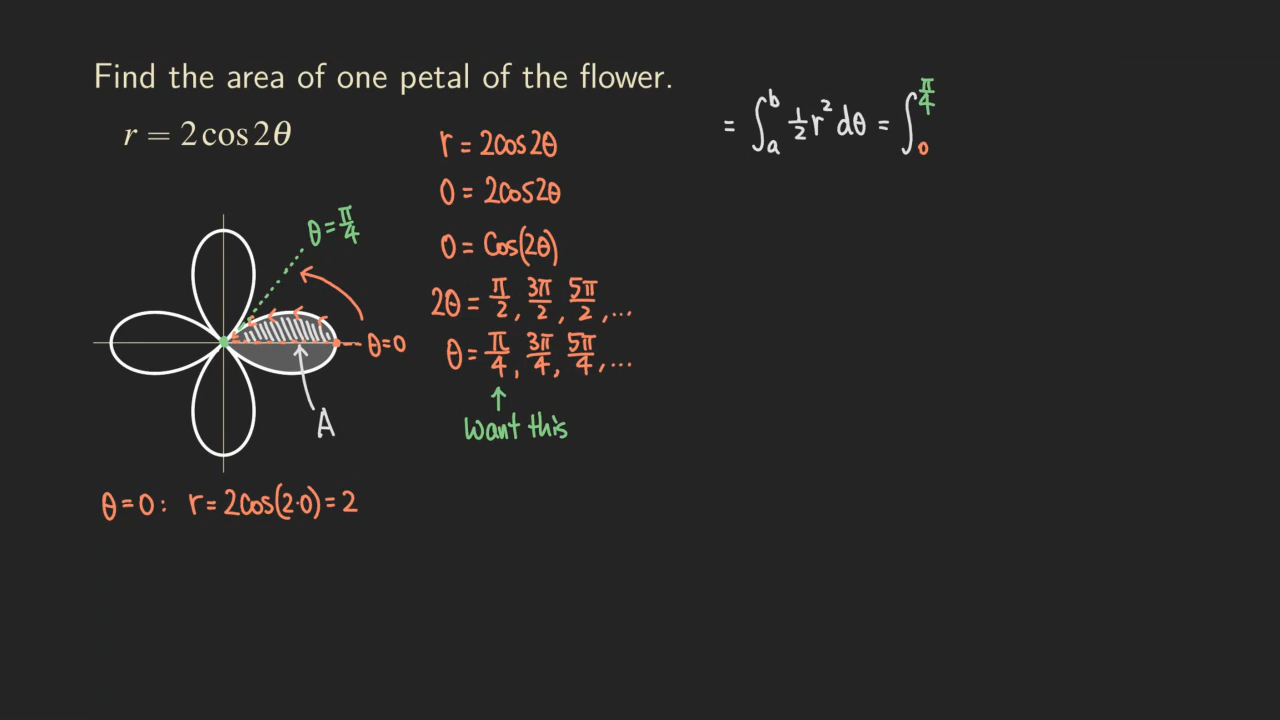 Find the area of one petal of the flower.
r = 2 cos 2θ
r = 2cos2θ
0 = 2cos2θ
0 = Cos(2θ)
2θ = π/2, 3π/2, 5π/2, ...
θ = π/4, 3π/4, 5π/4, ...
↑
want this
θ = π/4
θ=0
A
θ=0: r = 2cos(2·0) = 2
= ∫_a^b ½r² dθ = ∫_0^{π/4}